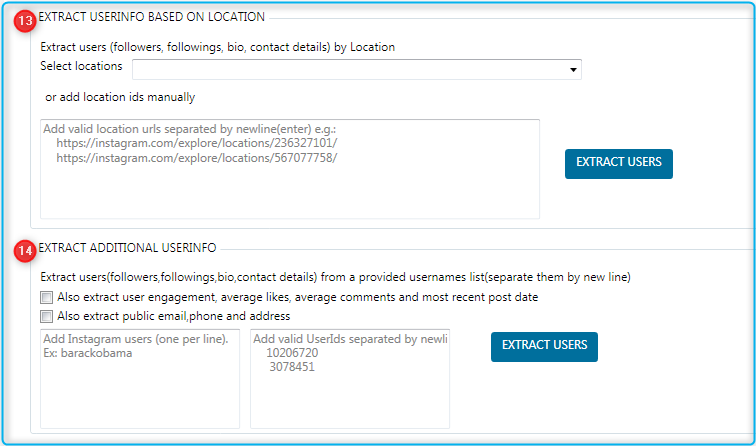 13 EXTRACT USERINFO BASED ON LOCATION
Extract users (followers, followings, bio, contact details) by Location
Select locations
or add location ids manually
Add valid location urls separated by newline(enter) e.g.:
https://instagram.com/explore/locations/236327101/
https://instagram.com/explore/locations/567077758/
EXTRACT USERS
14 EXTRACT ADDITIONAL USERINFO
Extract users(followers,followings,bio,contact details) from a provided usernames list(separate them by new line)
Also extract user engagement, average likes, average comments and most recent post date
Also extract public email,phone and address
Add Instagram users (one per line).
Ex: barackobama
Add valid UserIds separated by newli
10206720
3078451
EXTRACT USERS